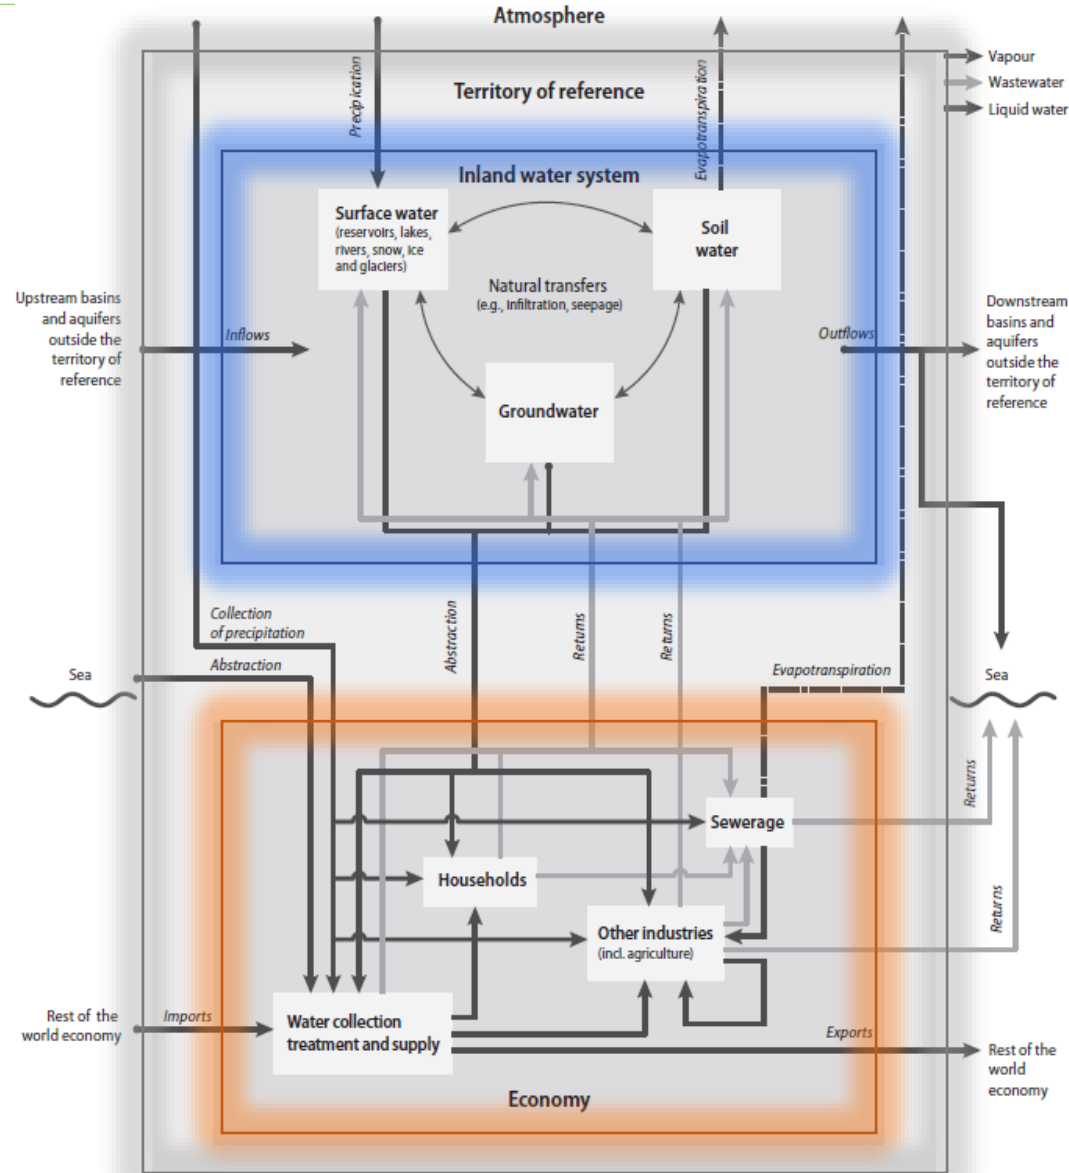 Atmosphere
Vapour
Wastewater
Liquid water
Precipication
Territory of reference
Evapotranspiration
Inland water system
Surface water
(reservoirs, lakes,
rivers, snow, ice
and glaciers)
Soil
water
Natural transfers
(e.g., infiltration, seepage)
Upstream basins
and aquifers
outside the
territory of
reference
Inflows
Outflows
Downstream
basins and
aquifers
outside the
territory of
reference
Groundwater
Collection
of precipitation
Abstraction
Abstraction
Returns
Returns
Evapotranspiration
Sea
Sea
Returns
Returns
Sewerage
Households
Other industries
(incl. agriculture)
Rest of the
world economy
Imports
Water collection
treatment and supply
Exports
Rest of the
world
economy
Economy